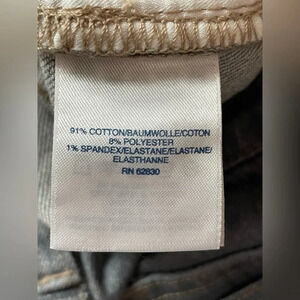 91% COTTON/BAUMWOLLE/COTON
8% POLYESTER
1% SPANDEX/ELASTANE/ELASTANE/
ELASTHANNE
RN 62830